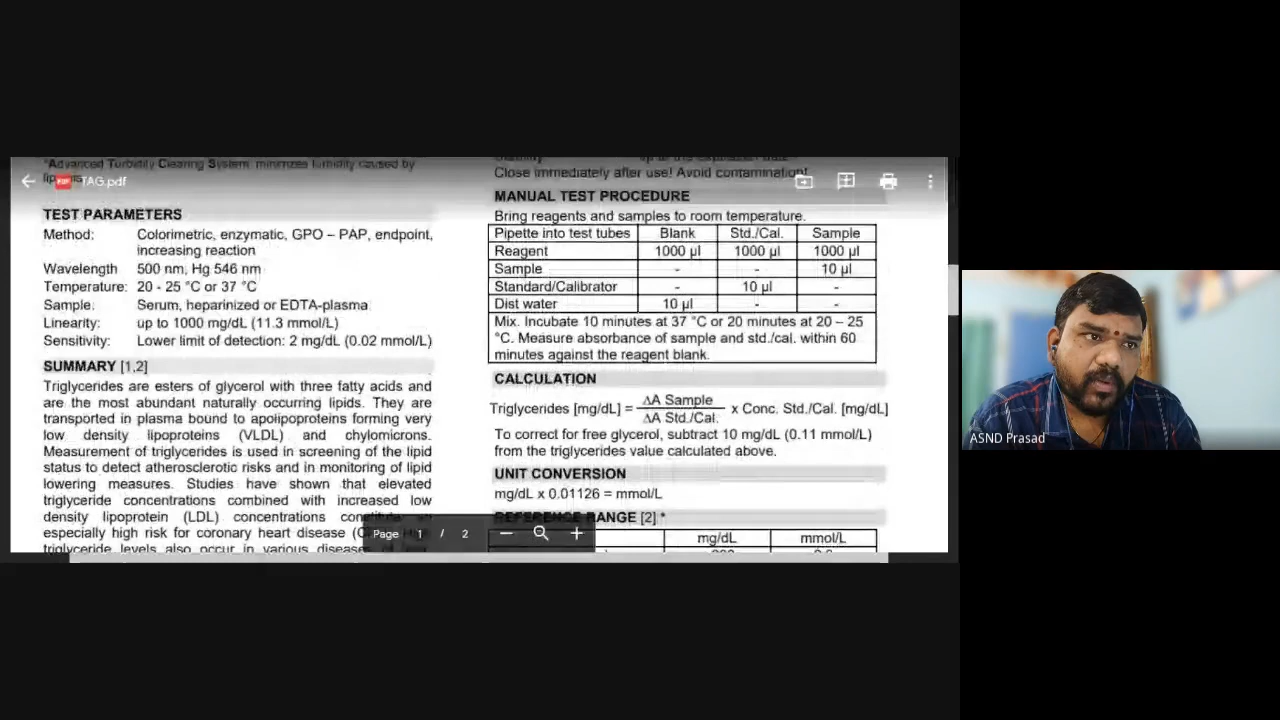 *Advanced Turbidity Clearing System minimizes turbidity caused by
TAG.pdf
TEST PARAMETERS
Method: Colorimetric, enzymatic, GPO – PAP, endpoint,
increasing reaction
Wavelength 500 nm, Hg 546 nm
Temperature: 20 - 25 °C or 37 °C
Sample: Serum, heparinized or EDTA-plasma
Linearity: up to 1000 mg/dL (11.3 mmol/L)
Sensitivity: Lower limit of detection: 2 mg/dL (0.02 mmol/L)
SUMMARY [1,2]
Triglycerides are esters of glycerol with three fatty acids and
are the most abundant naturally occurring lipids. They are
transported in plasma bound to apolipoproteins forming very
low density lipoproteins (VLDL) and chylomicrons.
Measurement of triglycerides is used in screening of the lipid
status to detect atherosclerotic risks and in monitoring of lipid
lowering measures. Studies have shown that elevated
triglyceride concentrations combined with increased low
density lipoprotein (LDL) concentrations
especially high risk for coronary heart disease
triglyceride levels also occur in various diseases
Close immediately after use! Avoid contamination!
MANUAL TEST PROCEDURE
Bring reagents and samples to room temperature.
Pipette into test tubes Blank Std./Cal. Sample
Reagent 1000 µl 1000 µl 1000 µl
Sample - - 10 µl
Standard/Calibrator - 10 µl -
Dist water 10 µl - -
Mix. Incubate 10 minutes at 37 °C or 20 minutes at 20 – 25
°C. Measure absorbance of sample and std./cal. within 60
minutes against the reagent blank.
CALCULATION
Triglycerides [mg/dL] = ΔA Sample / ΔA Std./Cal. x Conc. Std./Cal. [mg/dL]
To correct for free glycerol, subtract 10 mg/dL (0.11 mmol/L)
from the triglycerides value calculated above.
UNIT CONVERSION
mg/dL x 0.01126 = mmol/L
REFERENCE RANGE [2] *
mg/dL mmol/L
Page 1 / 2
ASND Prasad